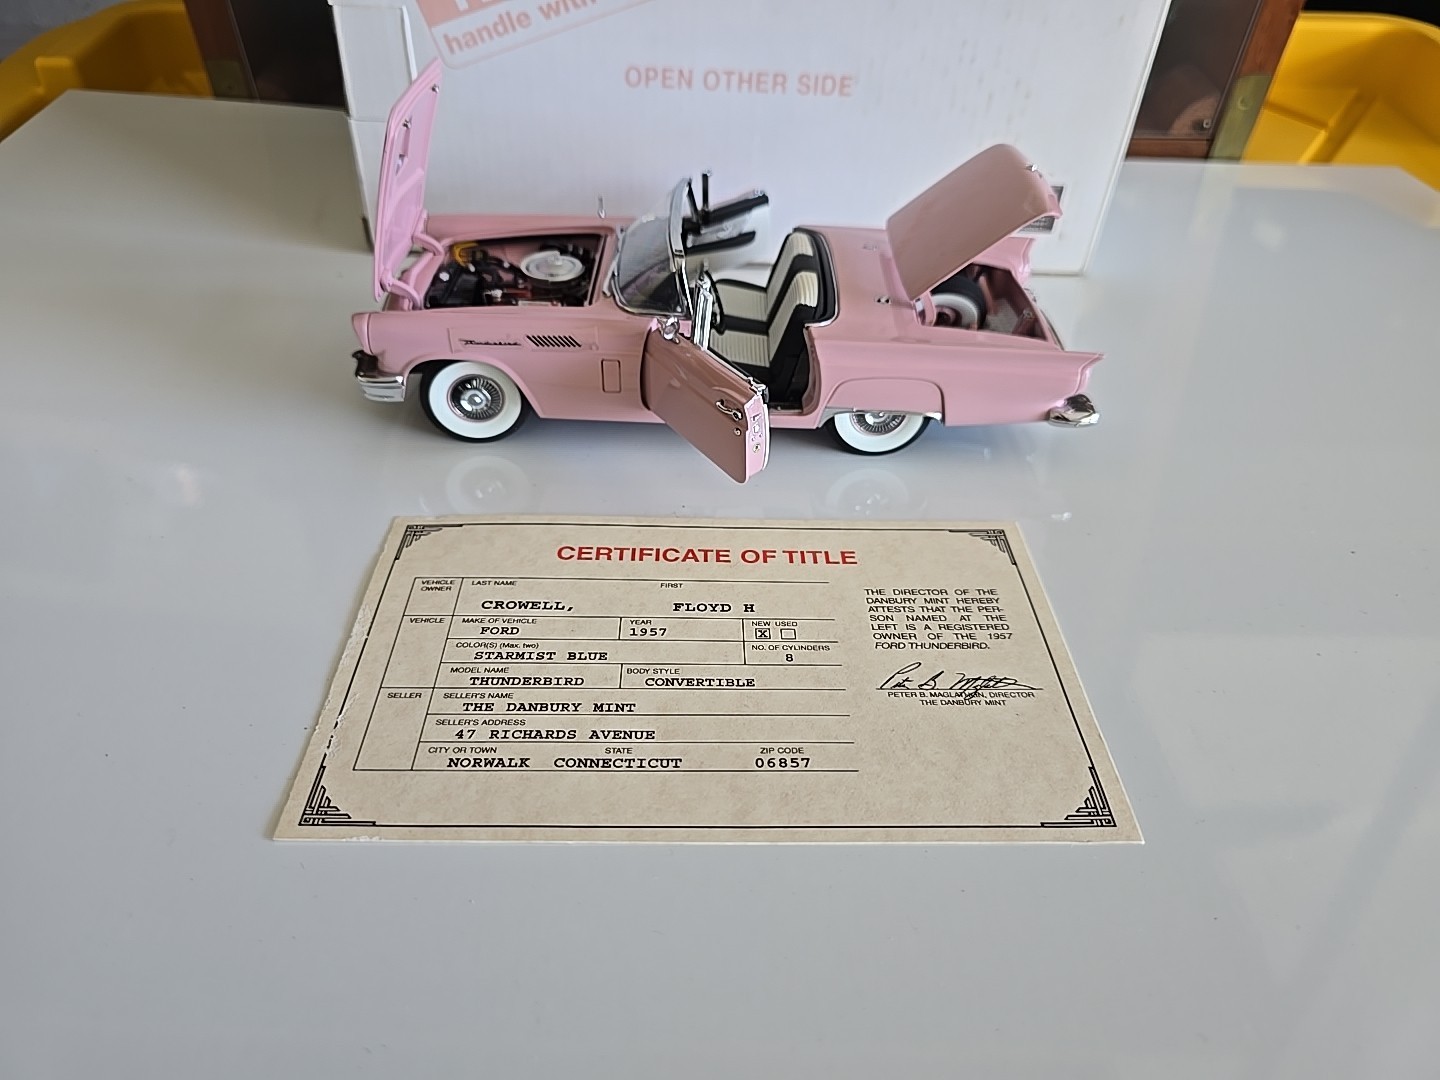 handle with
OPEN OTHER SIDE
Thunderbird
CERTIFICATE OF TITLE
VEHICLE OWNER LAST NAME FIRST
CROWELL, FLOYD H
VEHICLE MAKE OF VEHICLE YEAR NEW USED
FORD 1957 X
COLOR(S) (Max. two) NO. OF CYLINDERS
STARMIST BLUE 8
MODEL NAME BODY STYLE
THUNDERBIRD CONVERTIBLE
SELLER SELLER'S NAME
THE DANBURY MINT
SELLER'S ADDRESS
47 RICHARDS AVENUE
CITY OR TOWN STATE ZIP CODE
NORWALK CONNECTICUT 06857
THE DIRECTOR OF THE
DANBURY MINT HEREBY
ATTESTS THAT THE PER-
SON NAMED AT THE
LEFT IS A REGISTERED
OWNER OF THE 1957
FORD THUNDERBIRD.
PETER B. MAGLATHLIN, DIRECTOR
THE DANBURY MINT